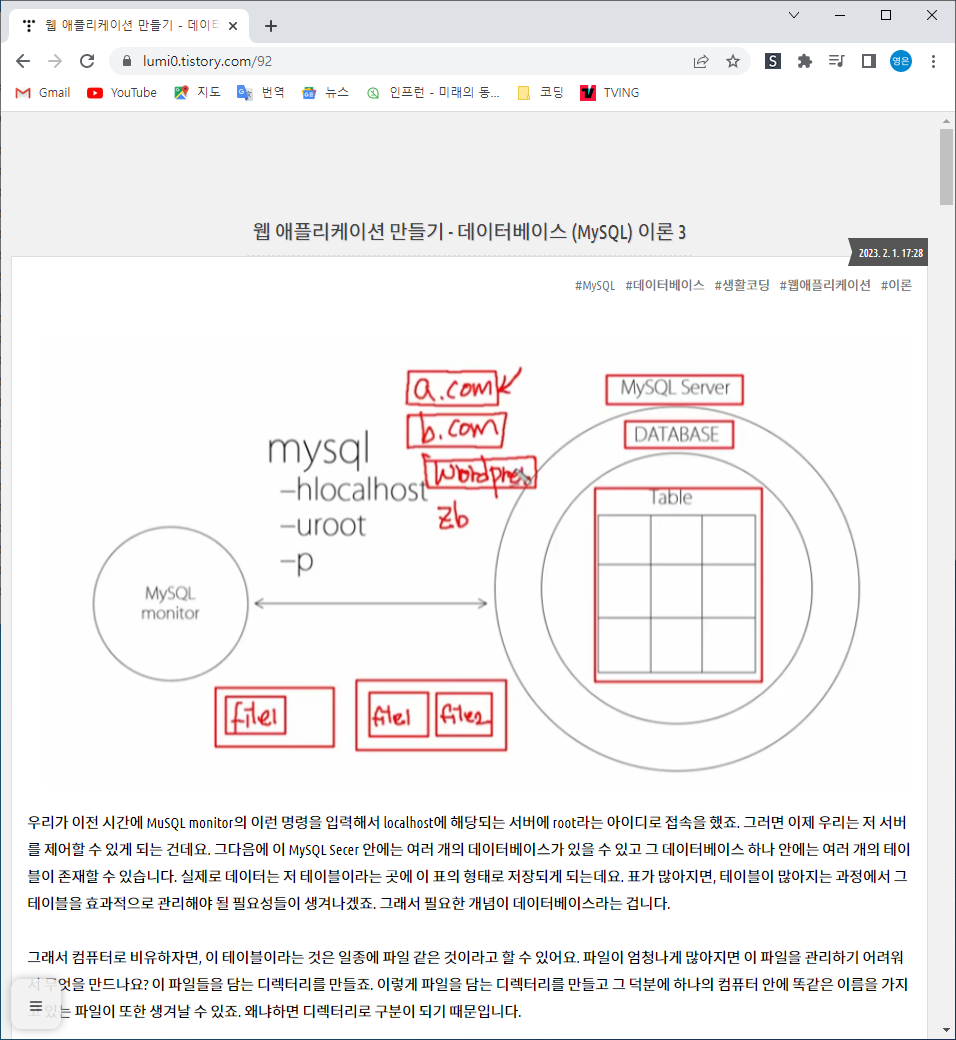 웹 애플리케이션 만들기 - 데이터
lumi0.tistory.com/92
S
영은
Gmail YouTube 지도 번역 뉴스 인프런 - 미래의 동... 코딩 TVING
웹 애플리케이션 만들기 - 데이터베이스 (MySQL) 이론 3
2023. 2. 1. 17:28
#MySQL #데이터베이스 #생활코딩 #웹애플리케이션 #이론
a.com
b.com
Wordpres
zb
mysql
–hlocalhost
–uroot
–p
MySQL
monitor
MySQL Server
DATABASE
Table
file1
file1 file2
우리가 이전 시간에 MuSQL monitor의 이런 명령을 입력해서 localhost에 해당되는 서버에 root라는 아이디로 접속을 했죠. 그러면 이제 우리는 저 서버
를 제어할 수 있게 되는 건데요. 그다음에 이 MySQL Secer 안에는 여러 개의 데이터베이스가 있을 수 있고 그 데이터베이스 하나 안에는 여러 개의 테이
블이 존재할 수 있습니다. 실제로 데이터는 저 테이블이라는 곳에 이 표의 형태로 저장되게 되는데요. 표가 많아지면, 테이블이 많아지는 과정에서 그
테이블을 효과적으로 관리해야 될 필요성들이 생겨나겠죠. 그래서 필요한 개념이 데이터베이스라는 겁니다.
그래서 컴퓨터로 비유하자면, 이 테이블이라는 것은 일종에 파일 같은 것이라고 할 수 있어요. 파일이 엄청나게 많아지면 이 파일을 관리하기 어려워
서 무엇을 만드나요? 이 파일들을 담는 디렉터리를 만들죠. 이렇게 파일을 담는 디렉터리를 만들고 그 덕분에 하나의 컴퓨터 안에 똑같은 이름을 가지
고 있는 파일이 또한 생겨날 수 있죠. 왜냐하면 디렉터리로 구분이 되기 때문입니다.